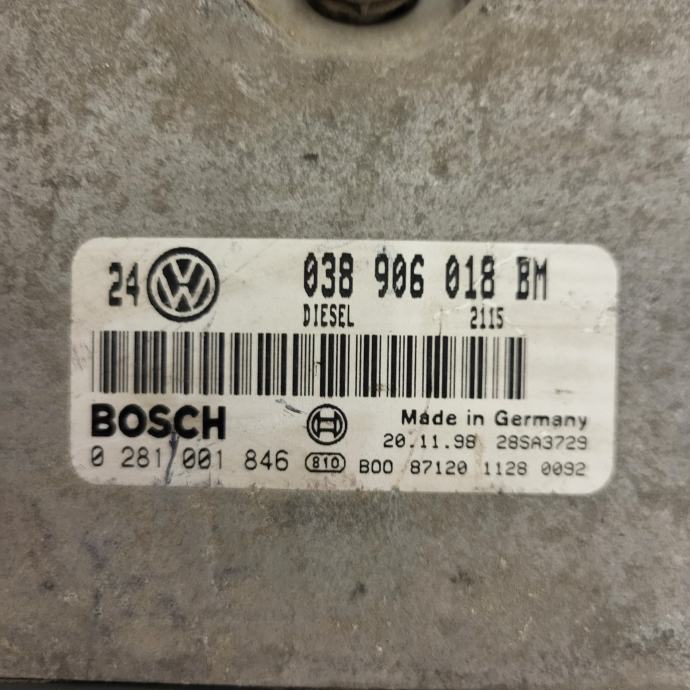 24 VW 038 906 018 BM
DIESEL 2115
BOSCH
Made in Germany
20.11.98 28SA3729
0 281 001 846 810 B00 87120 1128 0092